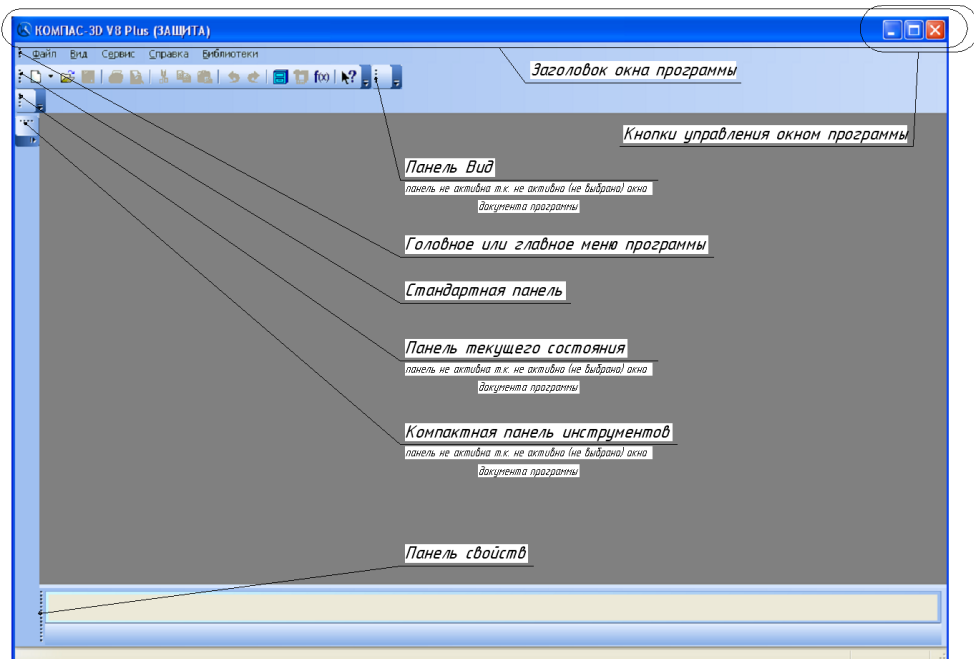 КОМПАС-3D V8 Plus (ЗАЩИТА)
Файл Вид Сервис Справка Библиотеки
f(x)
Заголовок окна программы
Кнопки управления окном программы
Панель Вид
панель не активна т.к. не активно (не выбрано) окно
документа программы
Головное или главное меню программы
Стандартная панель
Панель текущего состояния
панель не активна т.к. не активно (не выбрано) окно
документа программы
Компактная панель инструментов
панель не активна т.к. не активно (не выбрано) окно
документа программы
Панель свойств